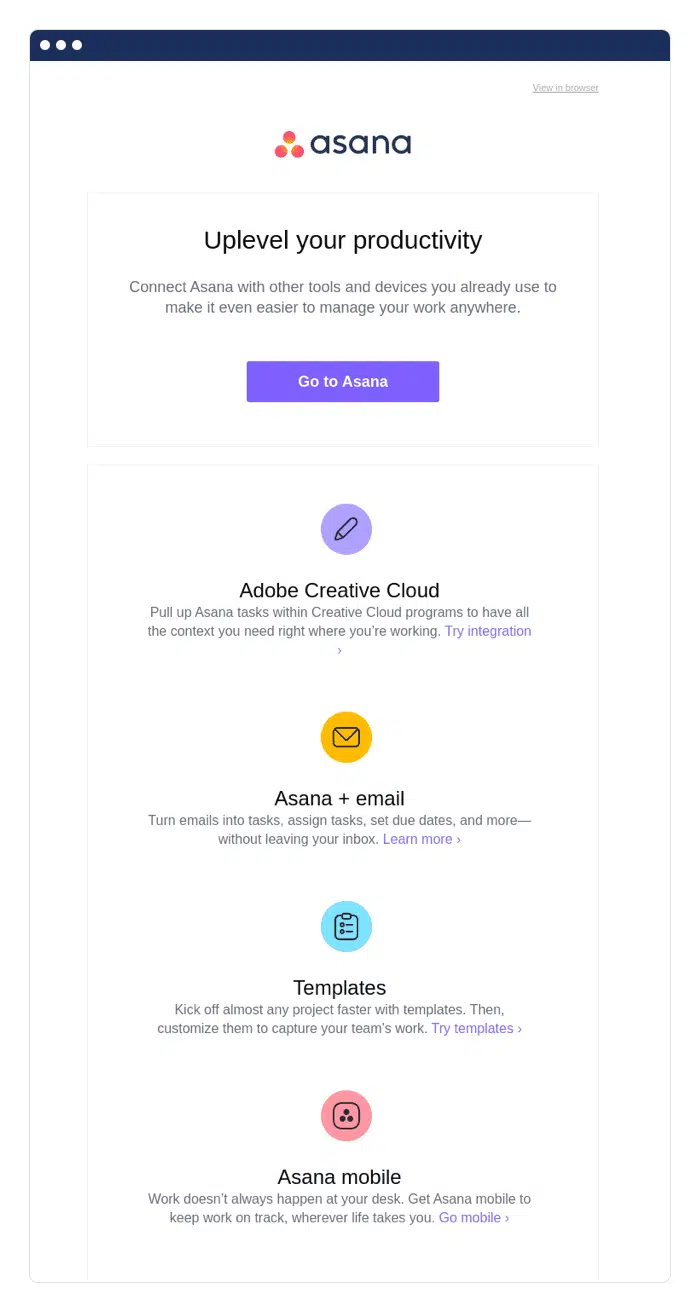 View in browser
asana
Uplevel your productivity
Connect Asana with other tools and devices you already use to
make it even easier to manage your work anywhere.
Go to Asana
Adobe Creative Cloud
Pull up Asana tasks within Creative Cloud programs to have all
the context you need right where you’re working. Try integration
›
Asana + email
Turn emails into tasks, assign tasks, set due dates, and more—
without leaving your inbox. Learn more ›
Templates
Kick off almost any project faster with templates. Then,
customize them to capture your team’s work. Try templates ›
Asana mobile
Work doesn’t always happen at your desk. Get Asana mobile to
keep work on track, wherever life takes you. Go mobile ›